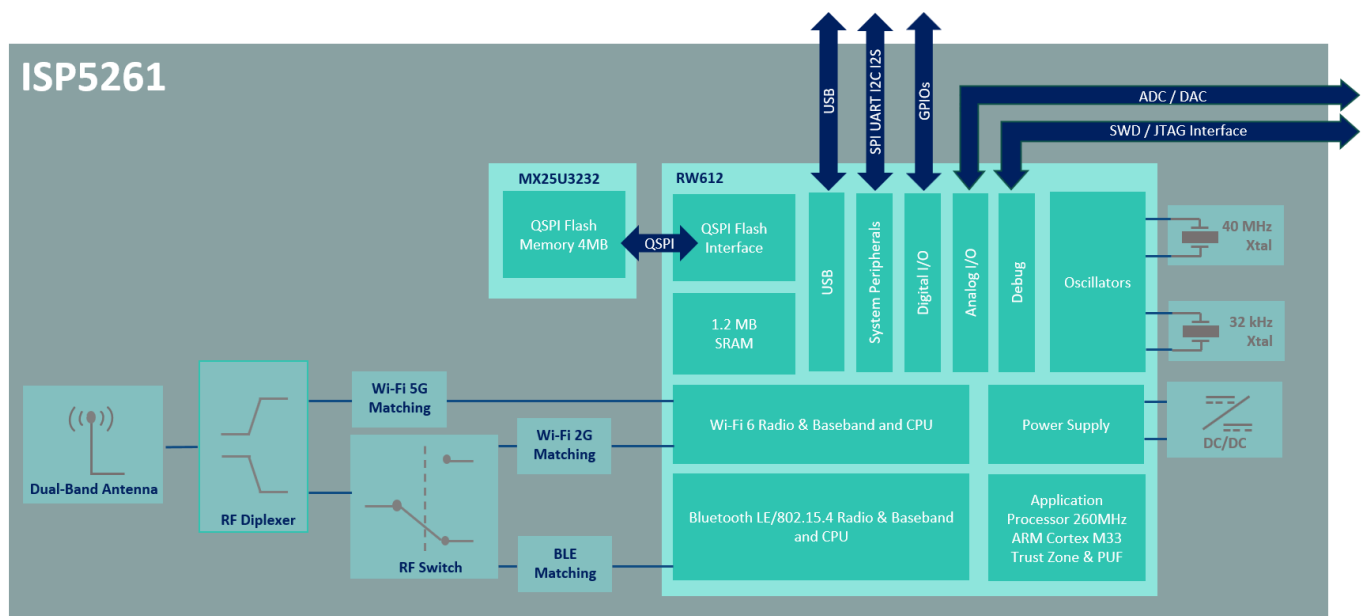 ISP5261
USB
SPI UART I2C I2S
GPIOs
ADC / DAC
SWD / JTAG Interface
MX25U3232
QSPI Flash
Memory 4MB
QSPI
RW612
QSPI Flash
Interface
1.2 MB
SRAM
USB
System Peripherals
Digital I/O
Analog I/O
Debug
Oscillators
40 MHz
Xtal
32 kHz
Xtal
Dual-Band Antenna
RF Diplexer
Wi-Fi 5G
Matching
RF Switch
Wi-Fi 2G
Matching
BLE
Matching
Wi-Fi 6 Radio & Baseband and CPU
Bluetooth LE/802.15.4 Radio & Baseband
and CPU
Power Supply
DC/DC
Application
Processor 260MHz
ARM Cortex M33
Trust Zone & PUF